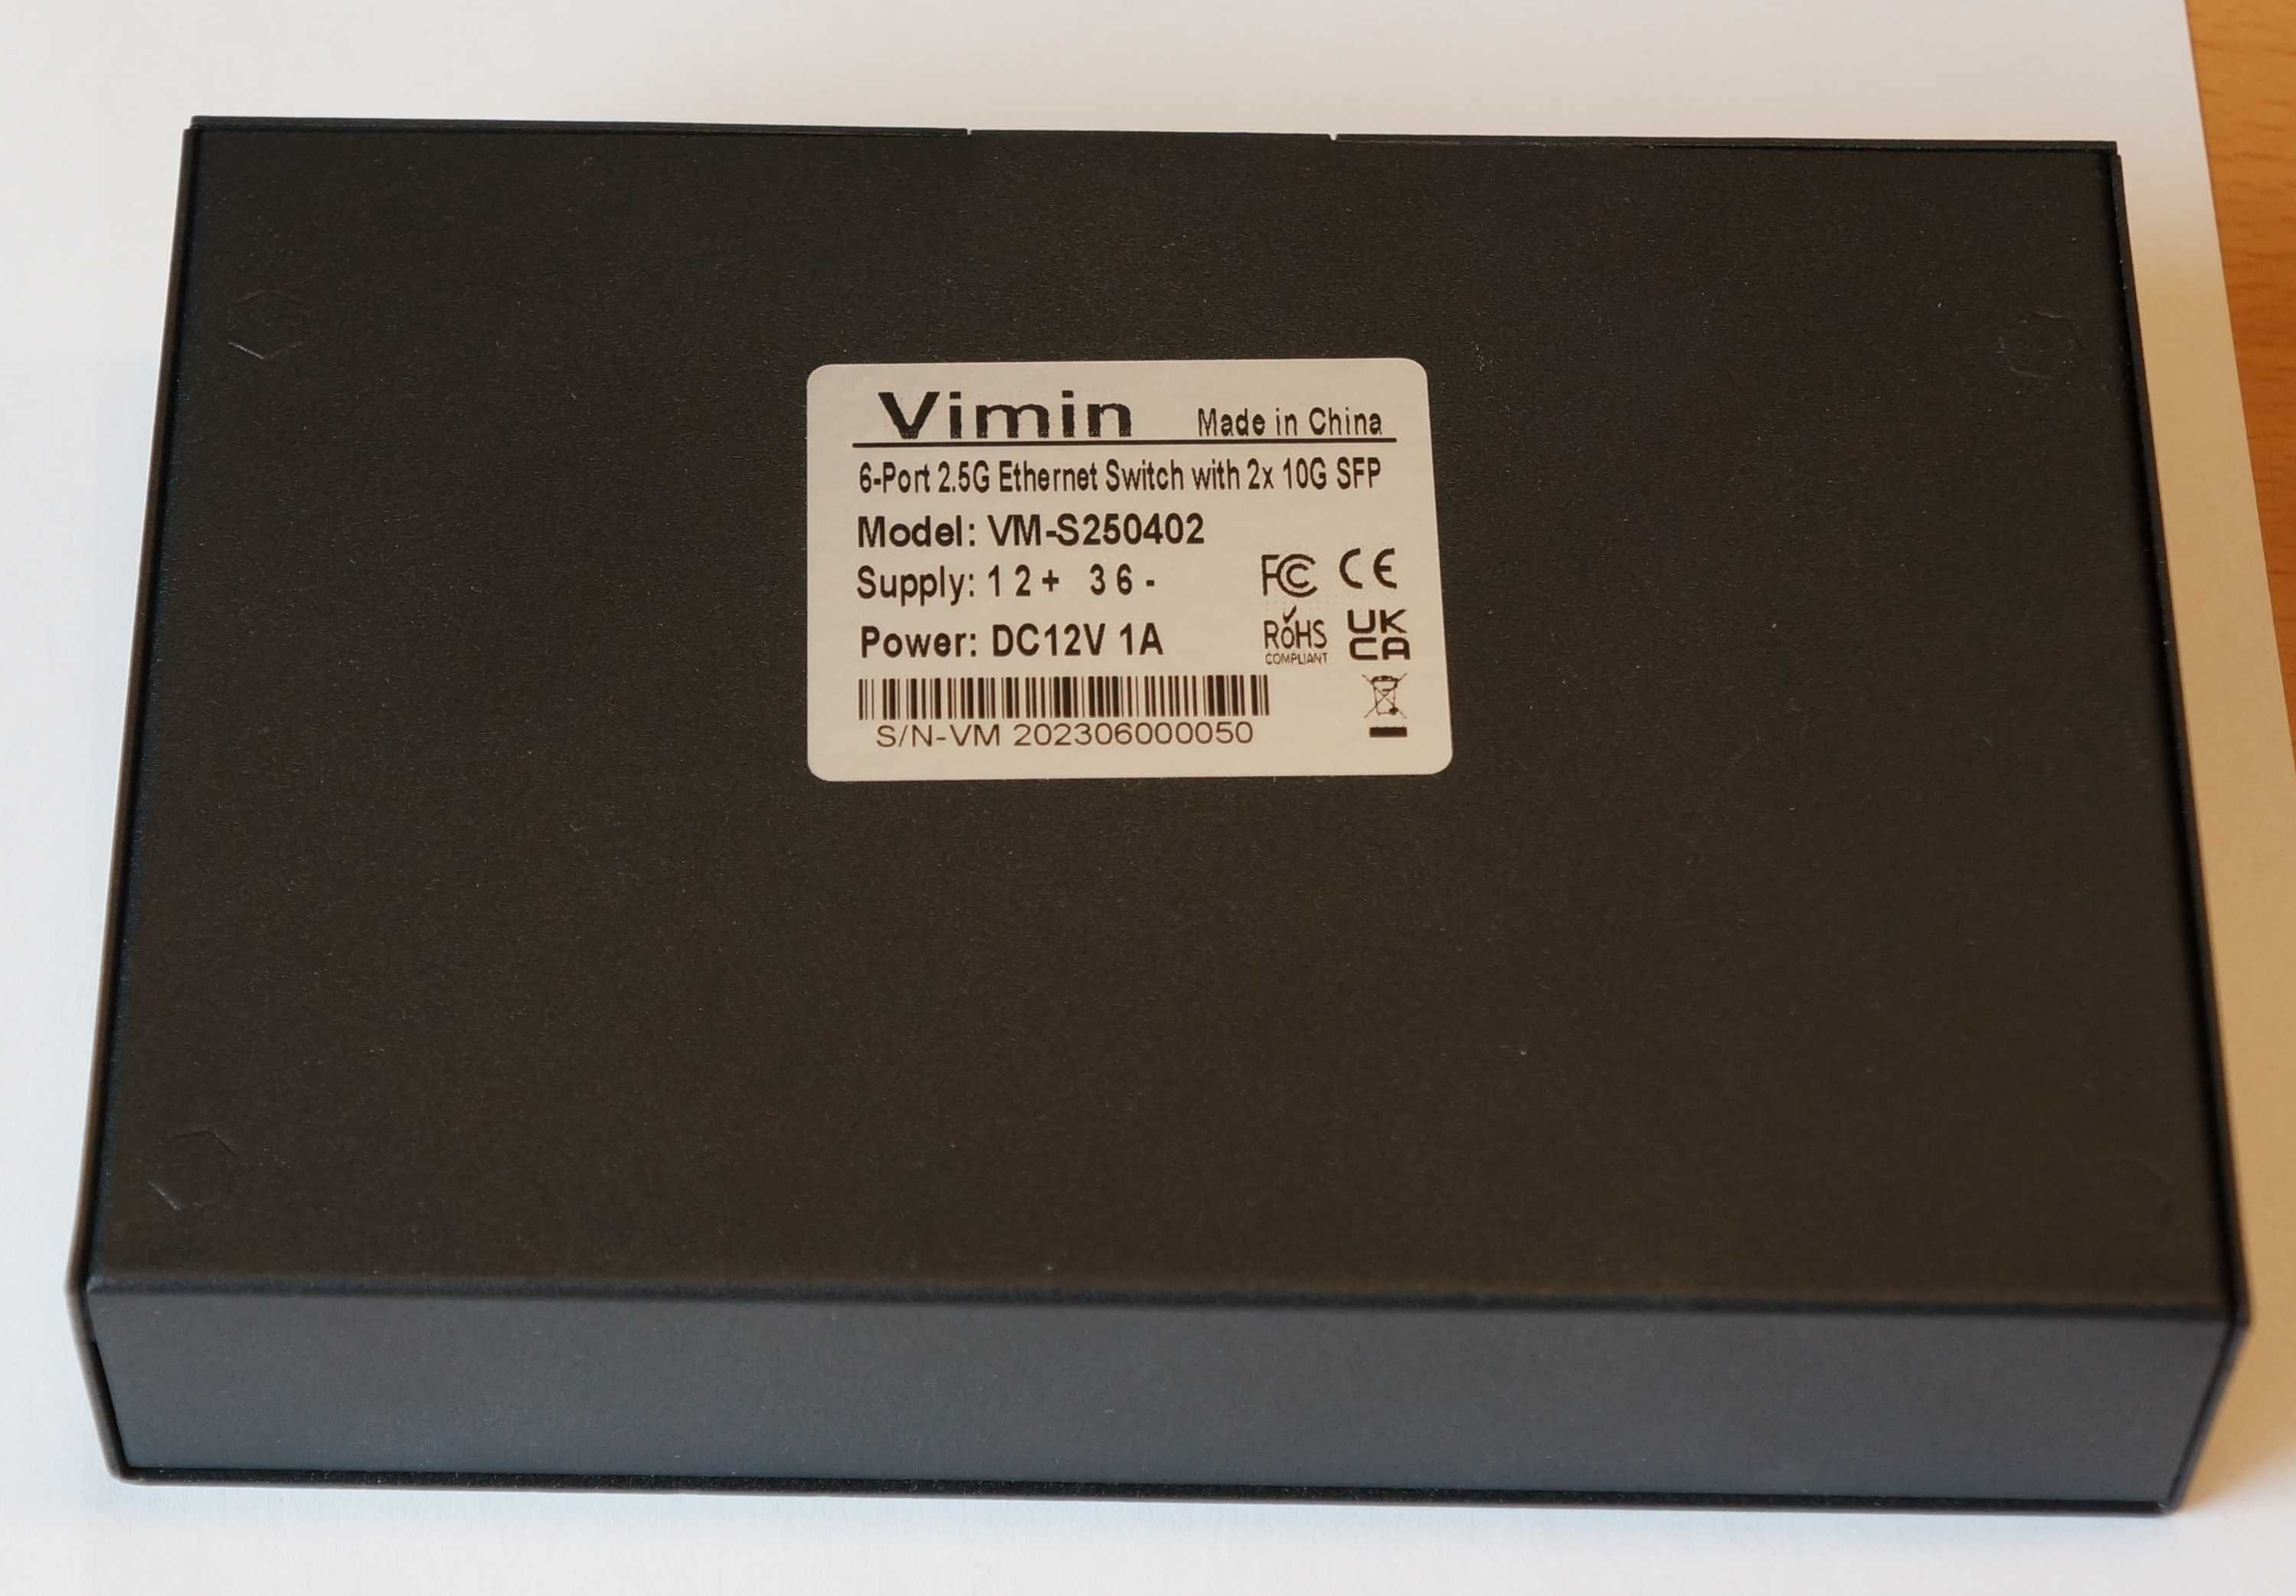 Vimin Made in China
6-Port 2.5G Ethernet Switch with 2x 10G SFP
Model: VM-S250402
Supply: 1 2 + 3 6 -
FC CE
Power: DC12V 1A
RoHS
COMPLIANT
UK
CA
S/N-VM 202306000050